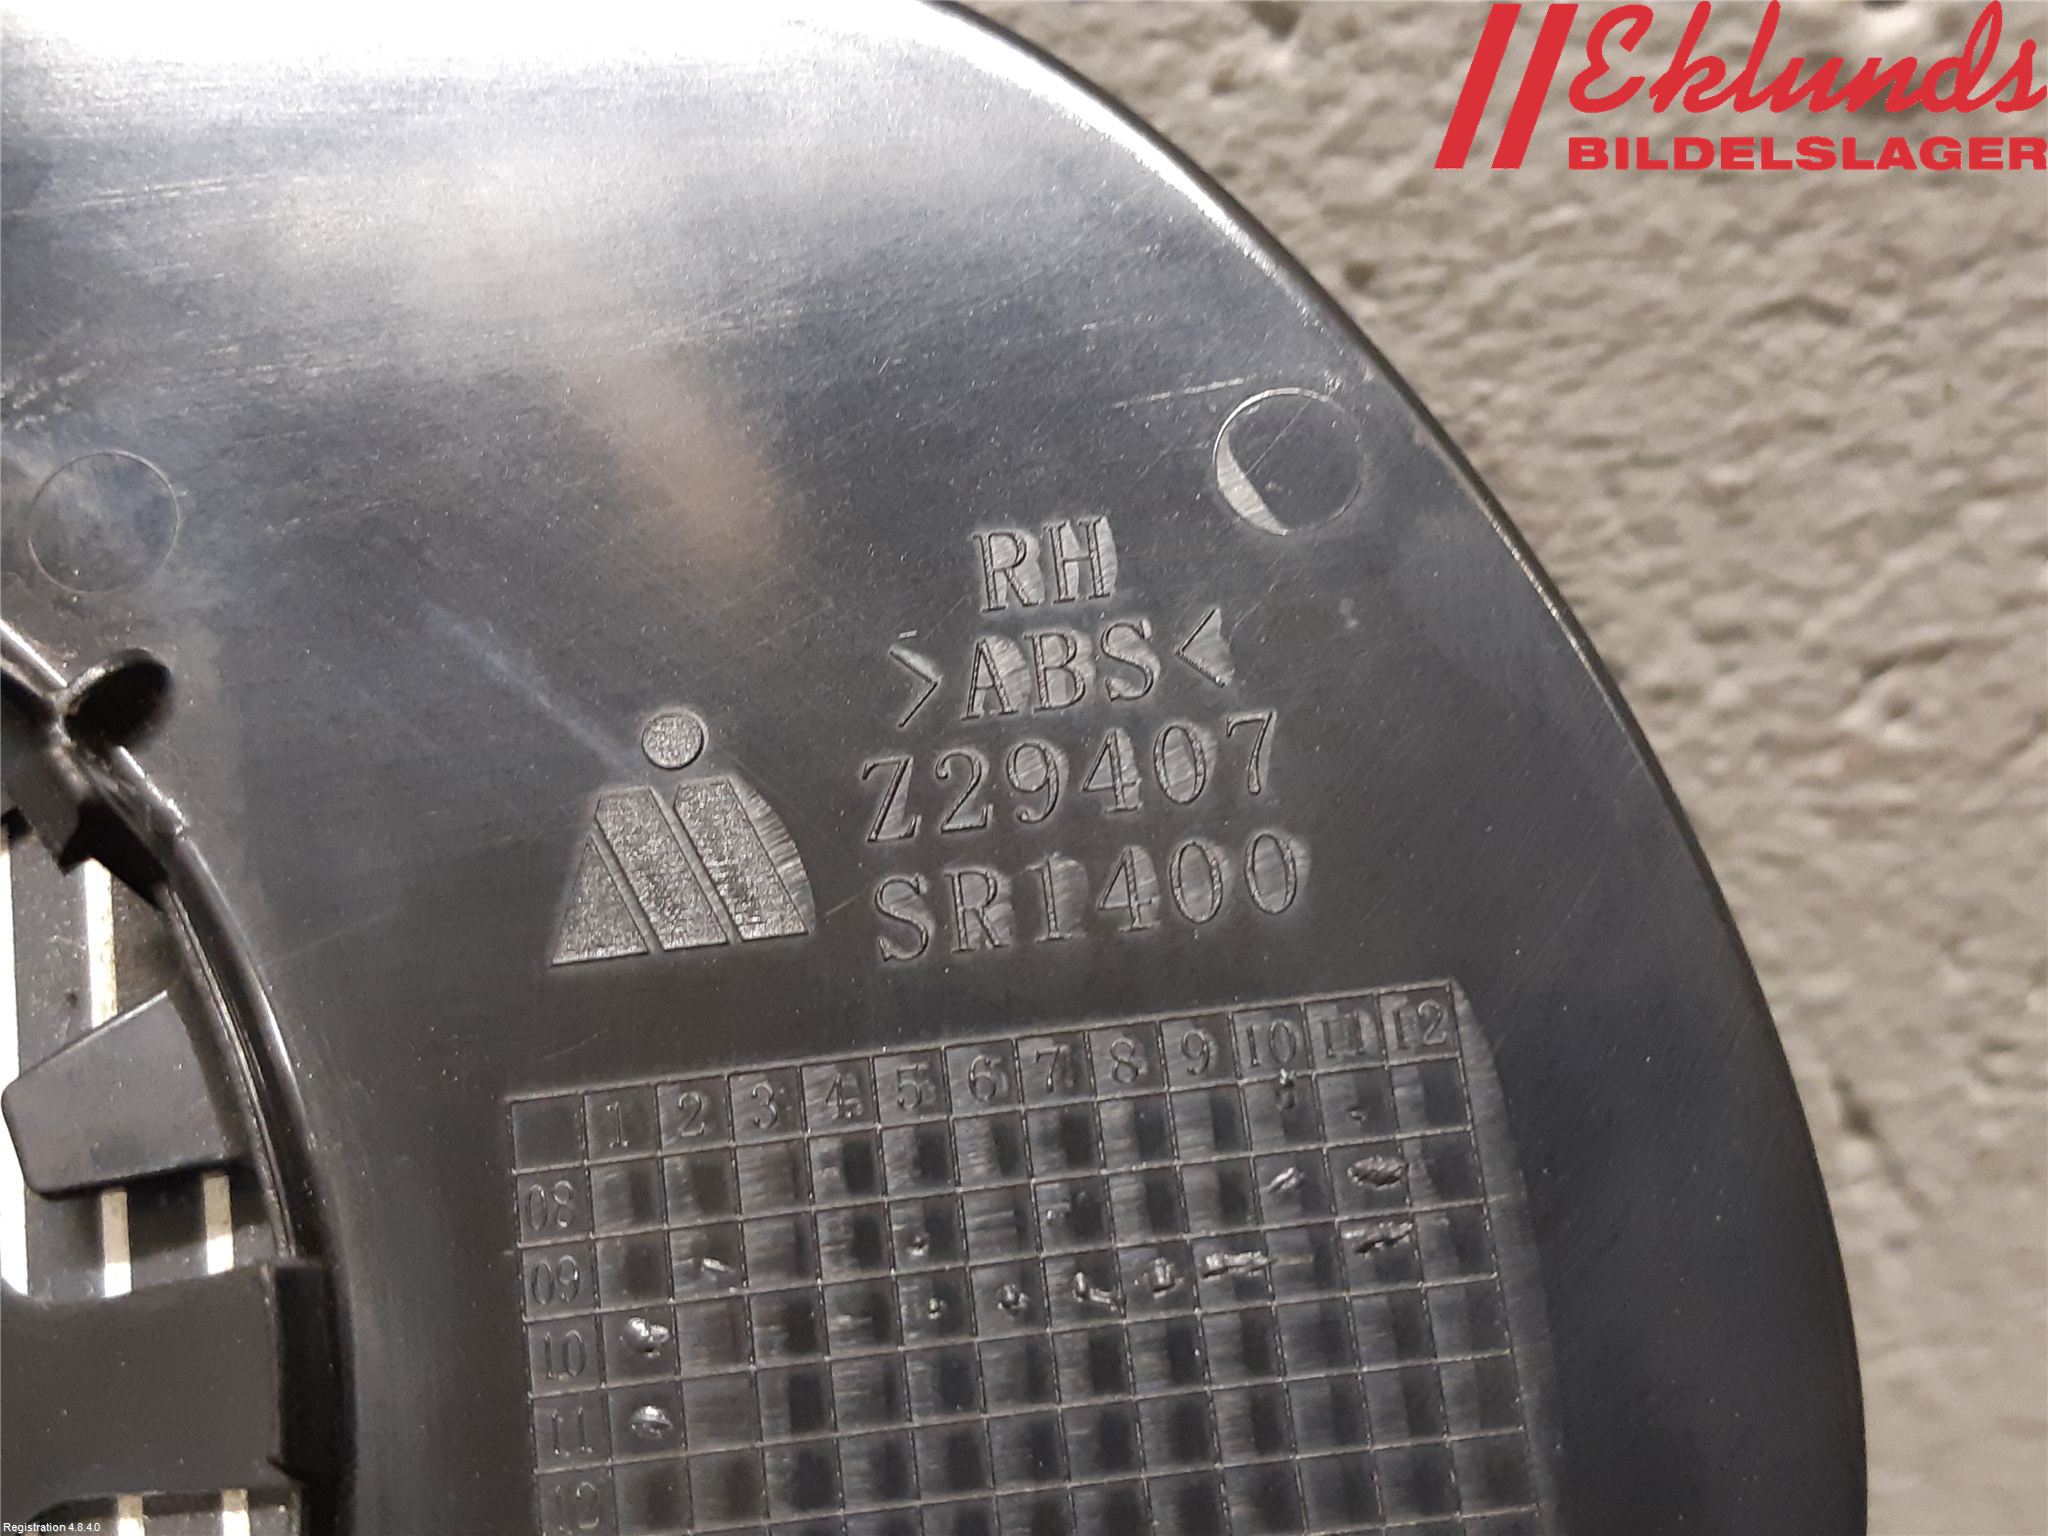 Eklunds
BILDELSLAGER
RH
>ABS<
Z29407
SR1400
1 2 3 4 5 6 7 8 9 10 11 12
08
09
10
11
12
Registration 4.8.4.0